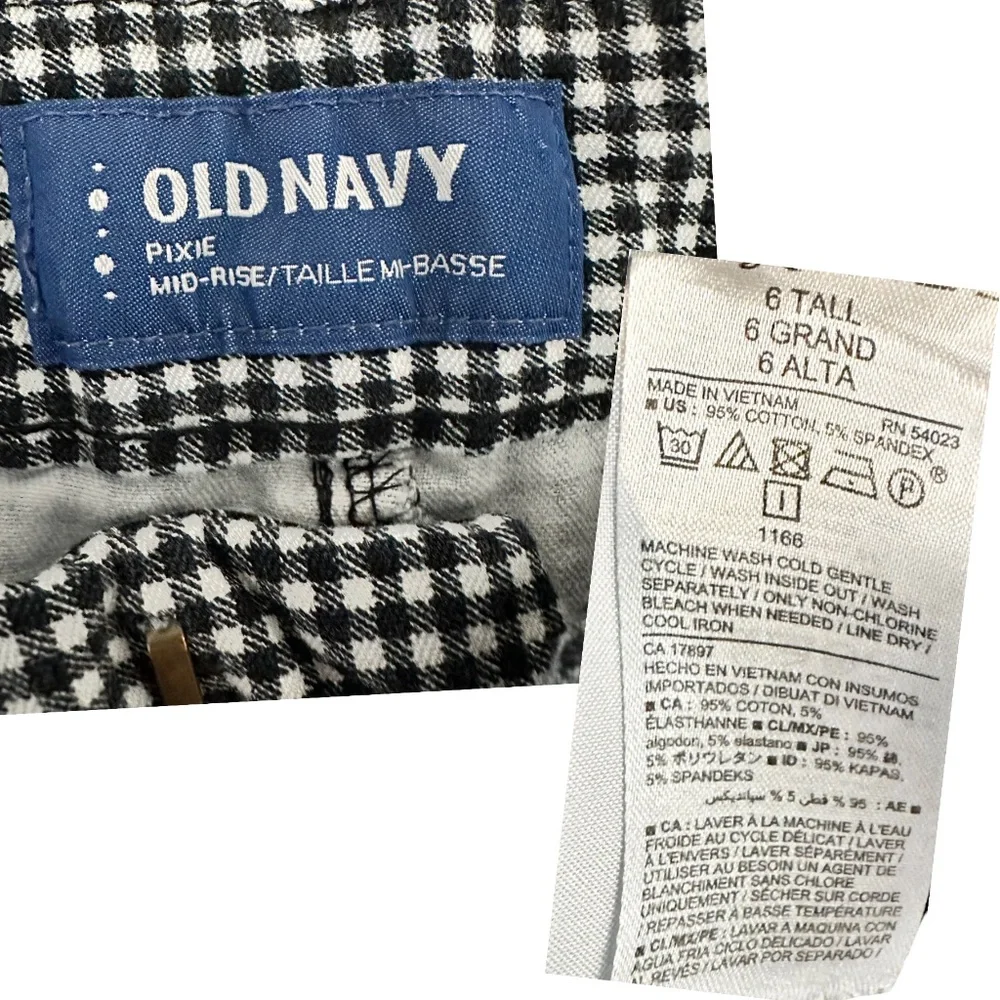 OLD NAVY
PIXIE
MID-RISE/TAILLE MI-BASSE
6 TALL
6 GRAND
6 ALTA
MADE IN VIETNAM
RN 54023
■ US : 95% COTTON, 5% SPANDEX
30
P
®
1166
MACHINE WASH COLD GENTLE
CYCLE / WASH INSIDE OUT / WASH
SEPARATELY / ONLY NON-CHLORINE
BLEACH WHEN NEEDED / LINE DRY /
COOL IRON
CA 17897
HECHO EN VIETNAM CON INSUMOS
IMPORTADOS / DIBUAT DI VIETNAM
■ CA : 95% COTON, 5%
ÉLASTHANNE ■ CL/MX/PE : 95%
algodon, 5% elastano ■ JP : 95% 綿,
5% ポリウレタン ■ ID : 95% KAPAS,
5% SPANDEKS
■ AE : 95 % قطن 5 % سباندیکس
■ CA : LAVER À LA MACHINE À L'EAU
FROIDE AU CYCLE DÉLICAT / LAVER
À L'ENVERS / LAVER SÉPARÉMENT /
UTILISER AU BESOIN UN AGENT DE
BLANCHIMENT SANS CHLORE
UNIQUEMENT / SÉCHER SUR CORDE
/ REPASSER À BASSE TEMPÉRATURE
■ CL/MX/PE : LAVAR A MAQUINA CON
AGUA FRIA CICLO DELICADO / LAVAR
AL REVÉS / LAVAR POR SEPARADO /